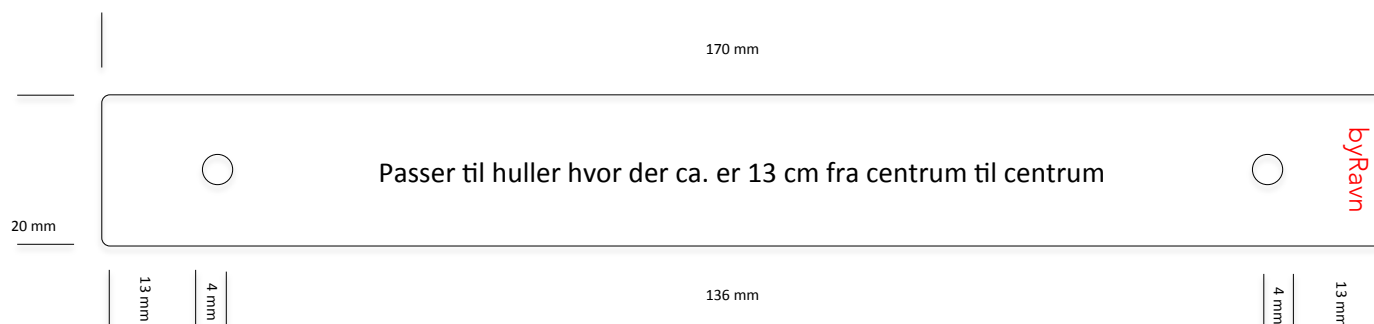 170 mm
Passer til huller hvor der ca. er 13 cm fra centrum til centrum
byRavn
20 mm
13 mm
4 mm
136 mm
4 mm
13 mm